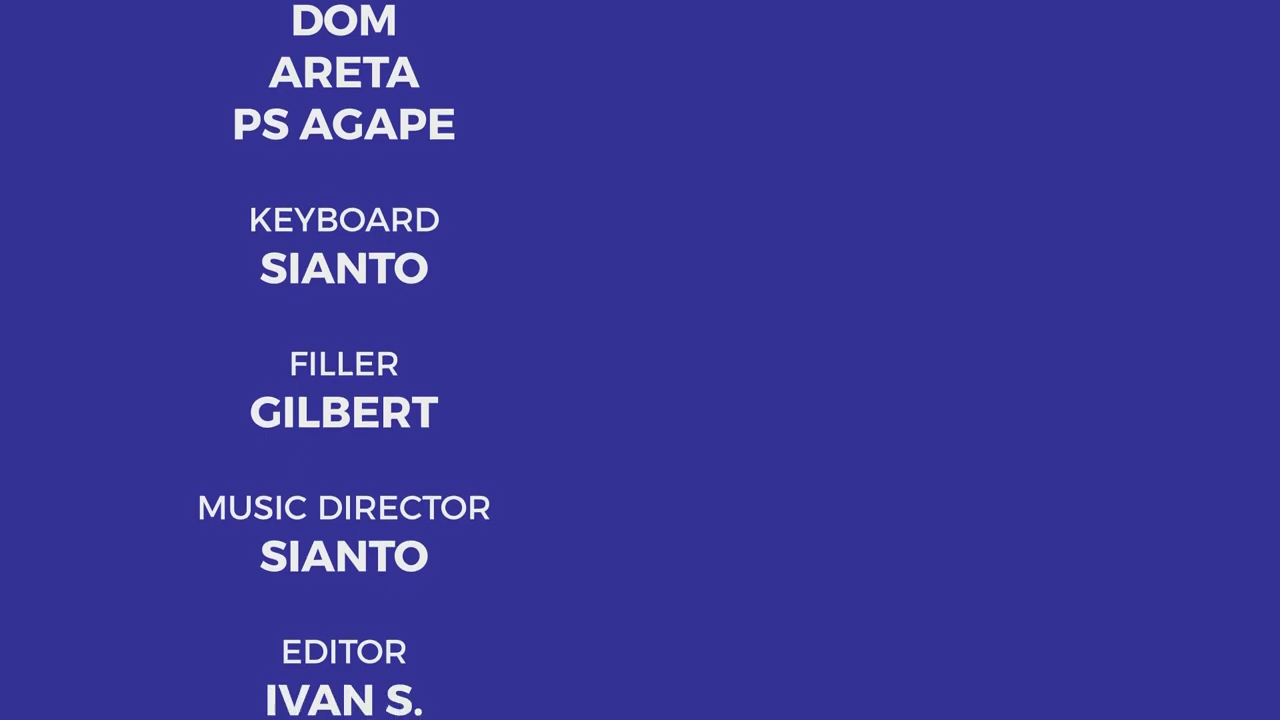 DOM
ARETA
PS AGAPE
KEYBOARD
SIANTO
FILLER
GILBERT
MUSIC DIRECTOR
SIANTO
EDITOR
IVAN S.